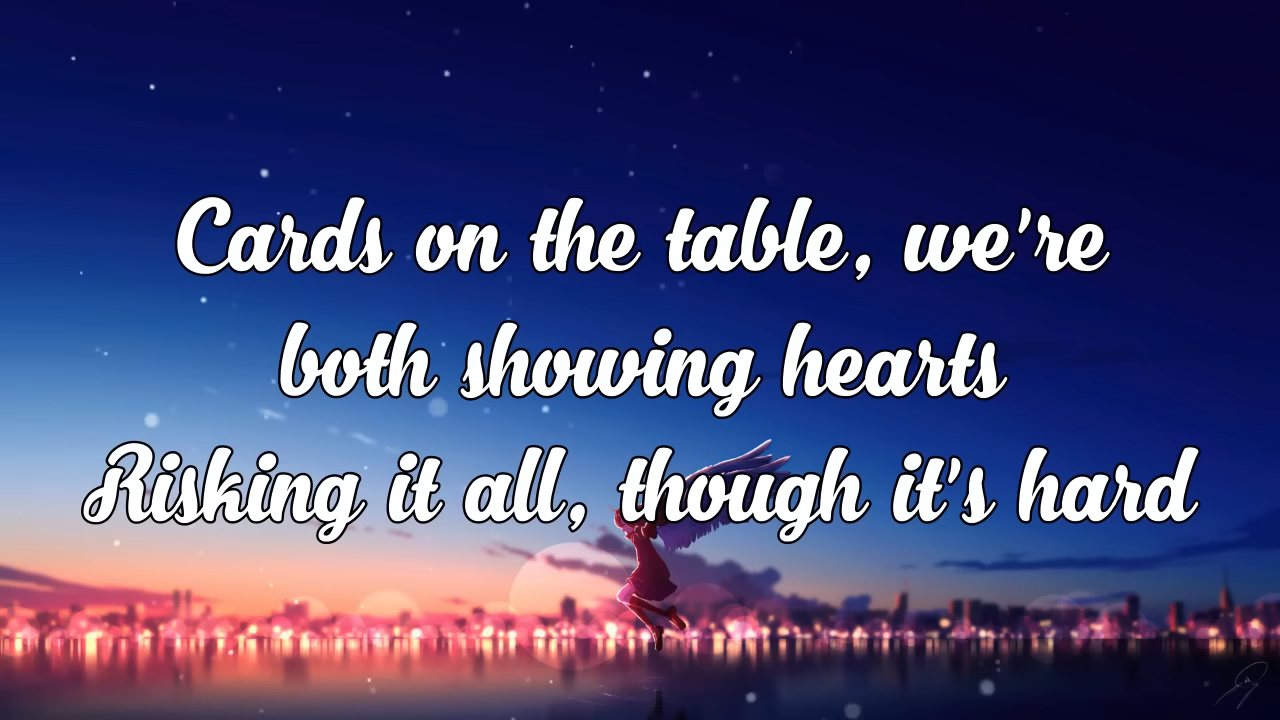 Cards on the table, we're
both showing hearts
Risking it all, though it's hard